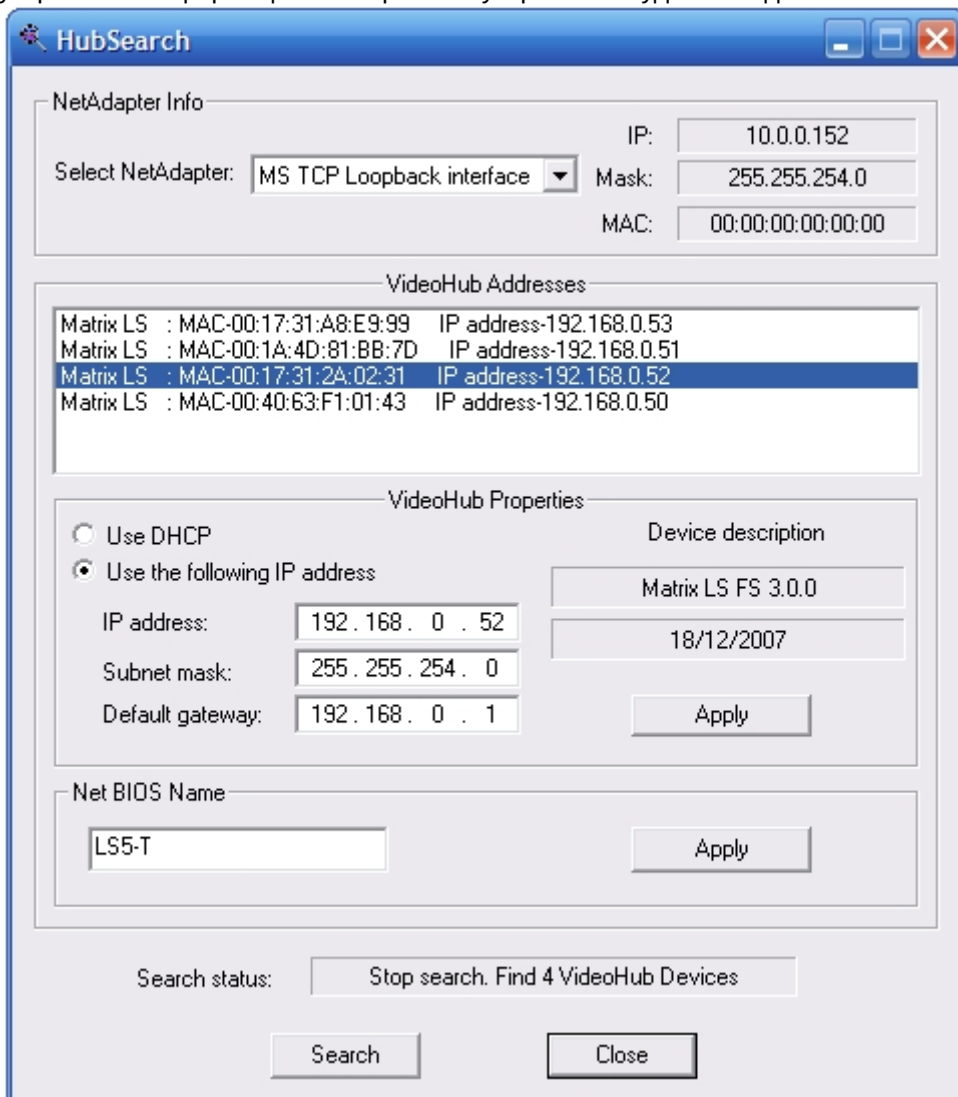 HubSearch
NetAdapter Info
Select NetAdapter:
MS TCP Loopback interface
IP:
10.0.0.152
Mask:
255.255.254.0
MAC:
00:00:00:00:00:00
VideoHub Addresses
Matrix LS : MAC-00:17:31:A8:E9:99 IP address-192.168.0.53
Matrix LS : MAC-00:1A:4D:81:BB:7D IP address-192.168.0.51
Matrix LS : MAC-00:17:31:2A:02:31 IP address-192.168.0.52
Matrix LS : MAC-00:40:63:F1:01:43 IP address-192.168.0.50
VideoHub Properties
Use DHCP
Use the following IP address
IP address:
192 . 168 . 0 . 52
Subnet mask:
255 . 255 . 254 . 0
Default gateway:
192 . 168 . 0 . 1
Device description
Matrix LS FS 3.0.0
18/12/2007
Apply
Net BIOS Name
LS5-T
Apply
Search status:
Stop search. Find 4 VideoHub Devices
Search
Close